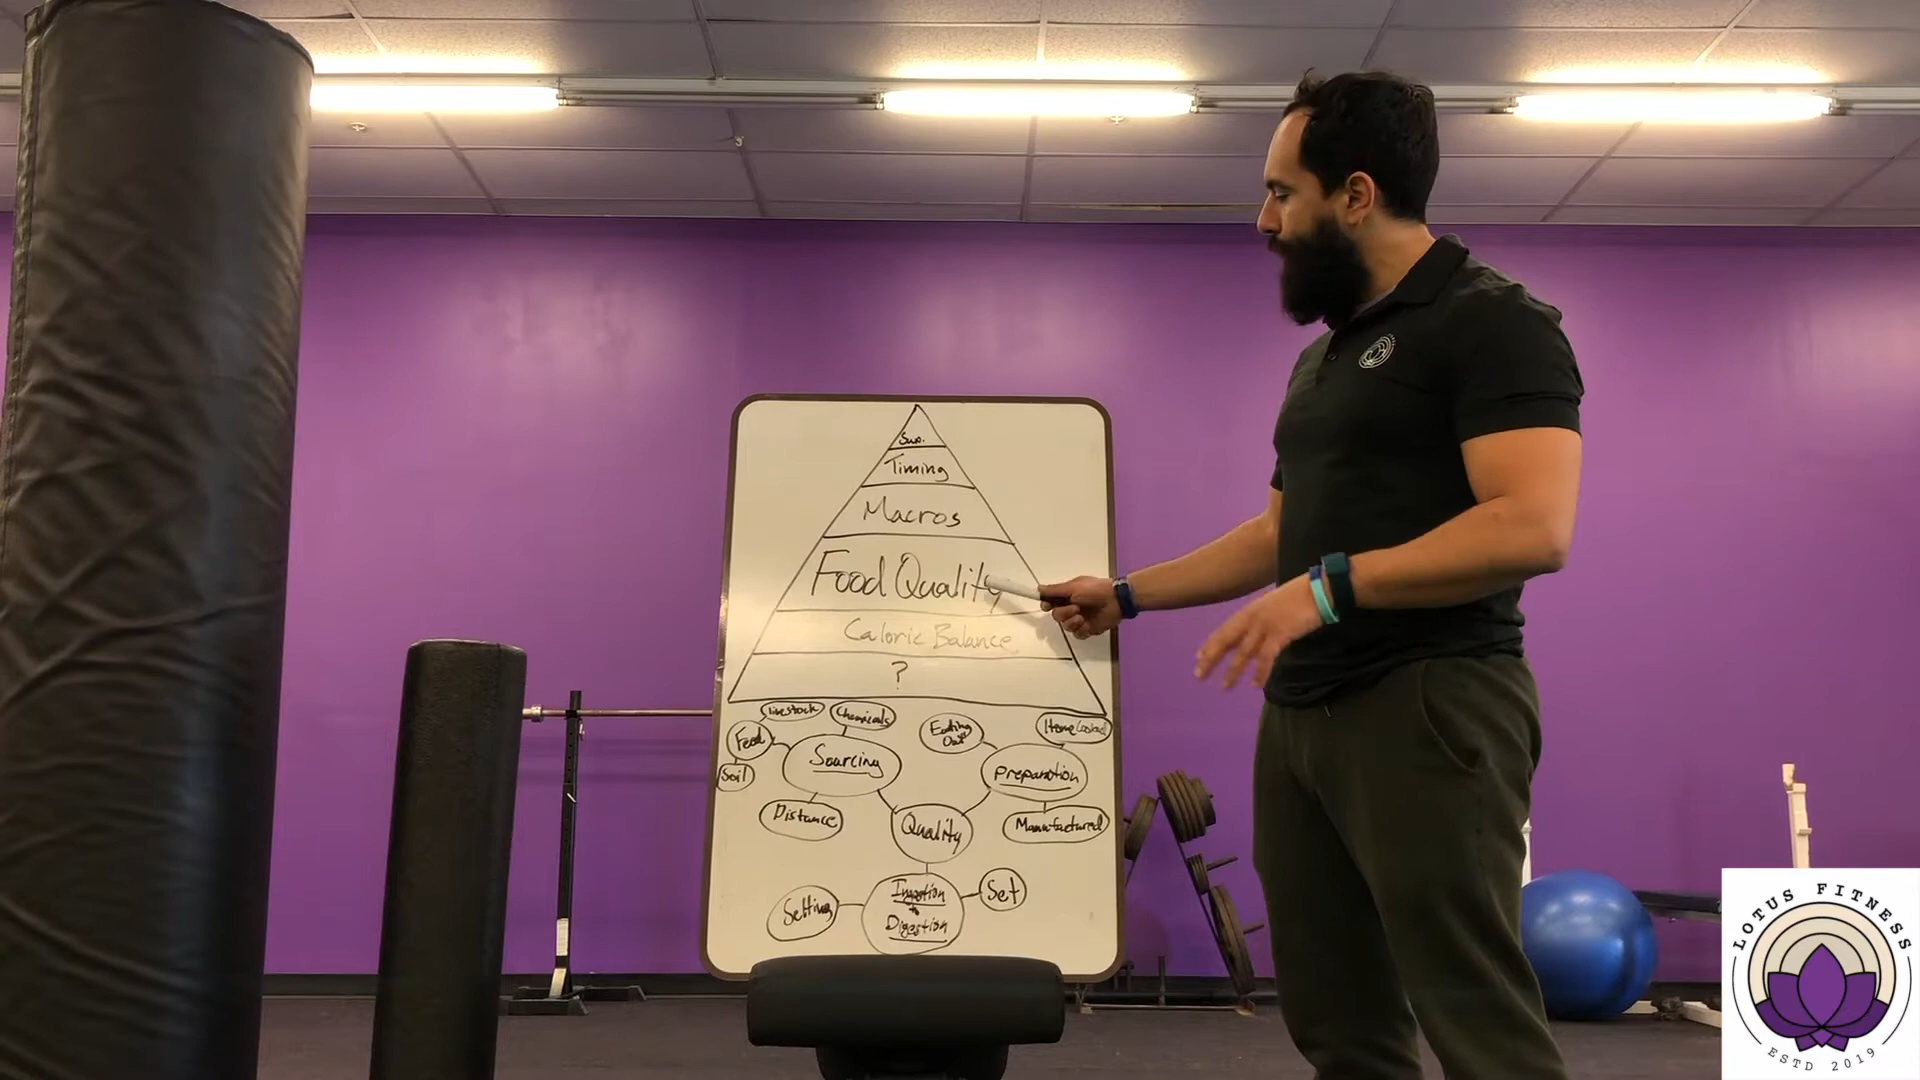 Sup.
Timing
Macros
Food Quality
Caloric Balance
?
livestock
Chemicals
Feed
Sourcing
Soil
Distance
Eating
Out
Home Cooked
Preparation
Manufactured
Quality
Setting
Ingestion
to
Digestion
Set
LOTUS FITNESS
ESTD 2019